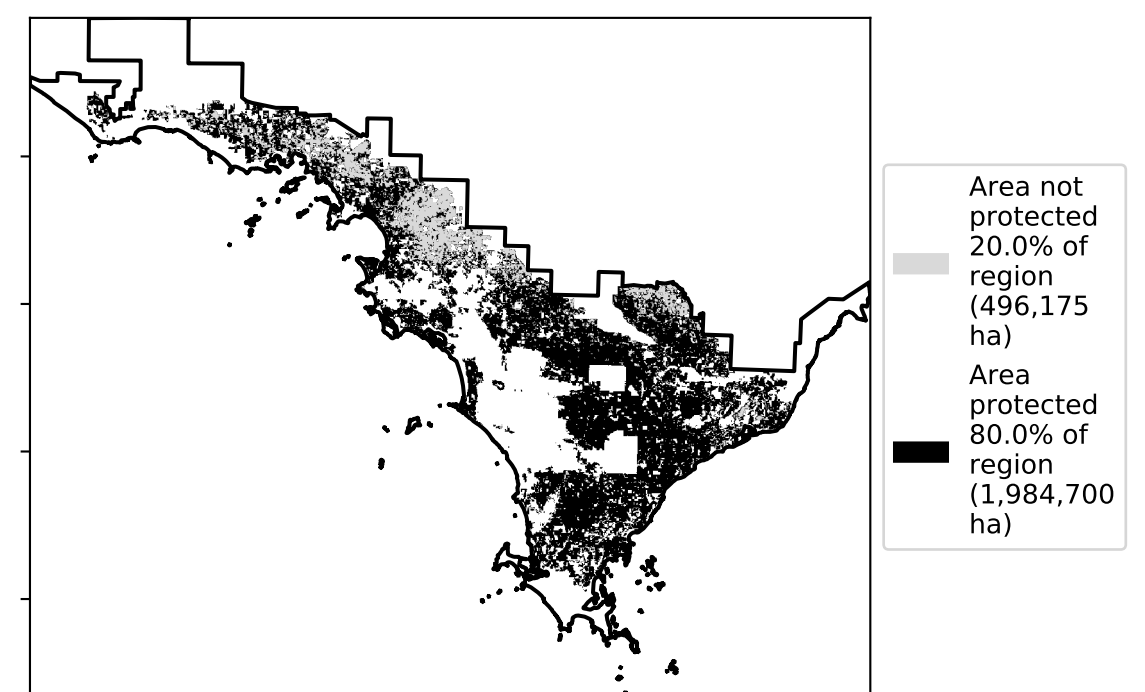 Area not
protected
20.0% of
region
(496,175
ha)
Area
protected
80.0% of
region
(1,984,700
ha)